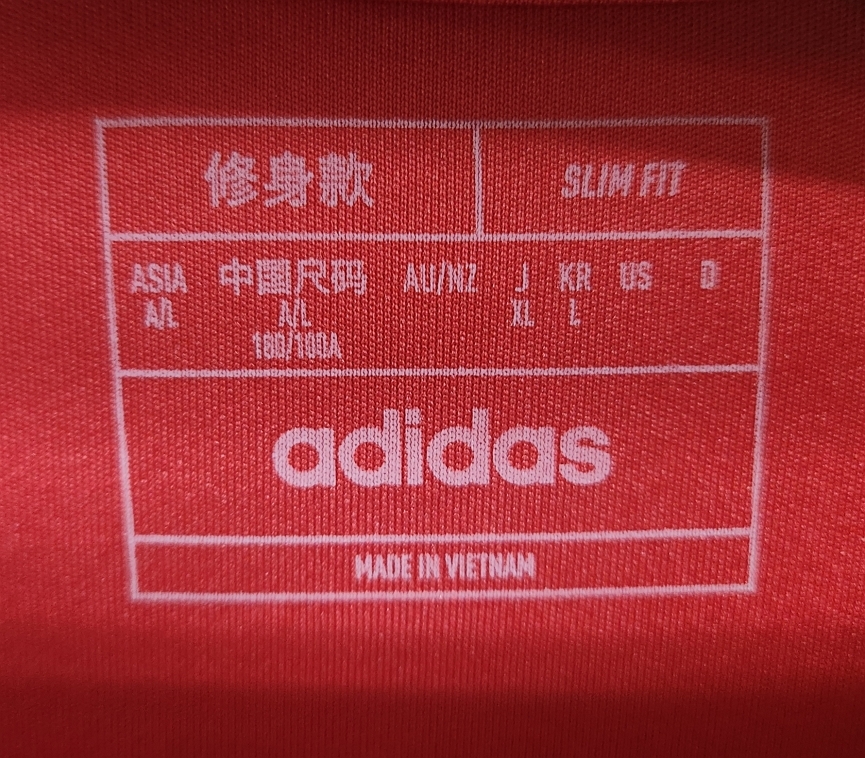 修身款 SLIM FIT
ASIA 中国尺码 AU/NZ J KR US D
A/L A/L XL L
180/100A
adidas
MADE IN VIETNAM